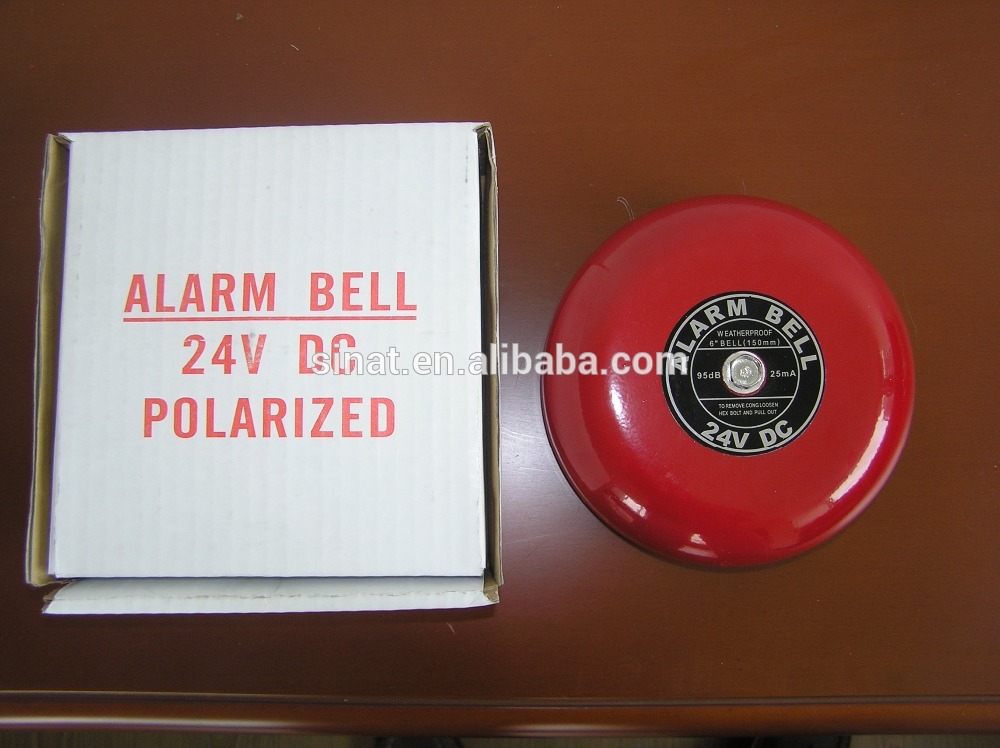 ALARM BELL
24V DC
POLARIZED
sinat.en.alibaba.com
ALARM BELL
WEATHERPROOF
6" BELL(150mm)
95dB 25mA
TO REMOVE CONG LOOSEN
HEX BOLT AND PULL OUT
24V DC